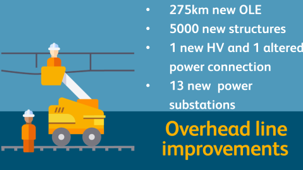 • 275km new OLE
• 5000 new structures
• 1 new HV and 1 altered
power connection
• 13 new power
substations
Overhead line
improvements